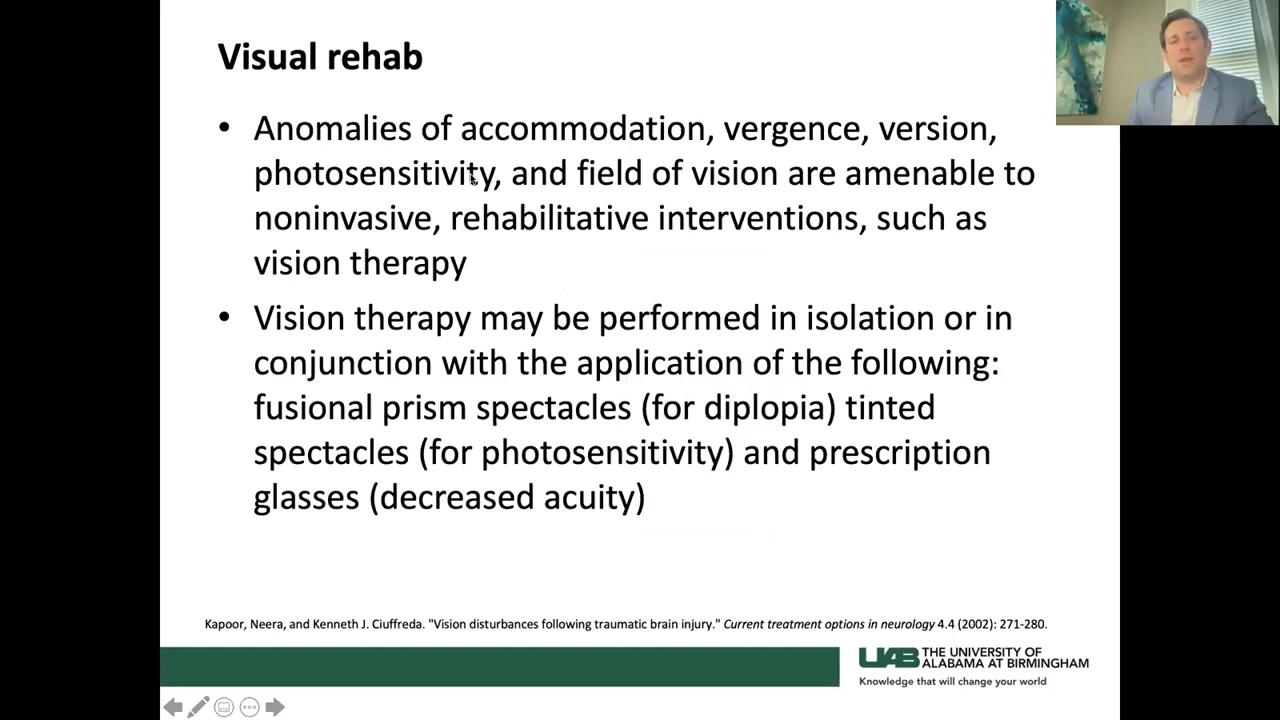 Visual rehab
• Anomalies of accommodation, vergence, version,
photosensitivity, and field of vision are amenable to
noninvasive, rehabilitative interventions, such as
vision therapy
• Vision therapy may be performed in isolation or in
conjunction with the application of the following:
fusional prism spectacles (for diplopia) tinted
spectacles (for photosensitivity) and prescription
glasses (decreased acuity)
Kapoor, Neera, and Kenneth J. Ciuffreda. "Vision disturbances following traumatic brain injury." Current treatment options in neurology 4.4 (2002): 271-280.
UAB THE UNIVERSITY OF
ALABAMA AT BIRMINGHAM
Knowledge that will change your world